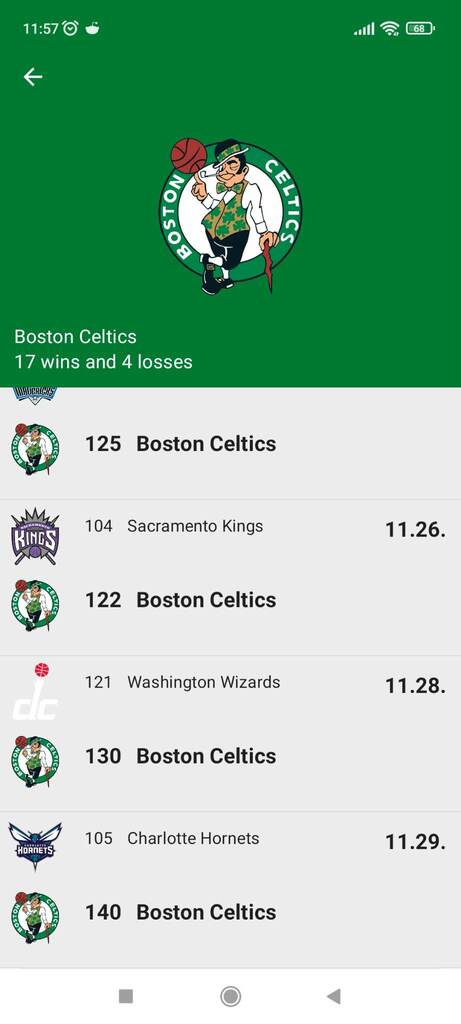 11:57
68
BOSTON CELTICS
Boston Celtics
17 wins and 4 losses
MAVERICKS
125 Boston Celtics
KINGS
104 Sacramento Kings 11.26.
122 Boston Celtics
dc
121 Washington Wizards 11.28.
130 Boston Celtics
HORNETS
105 Charlotte Hornets 11.29.
140 Boston Celtics